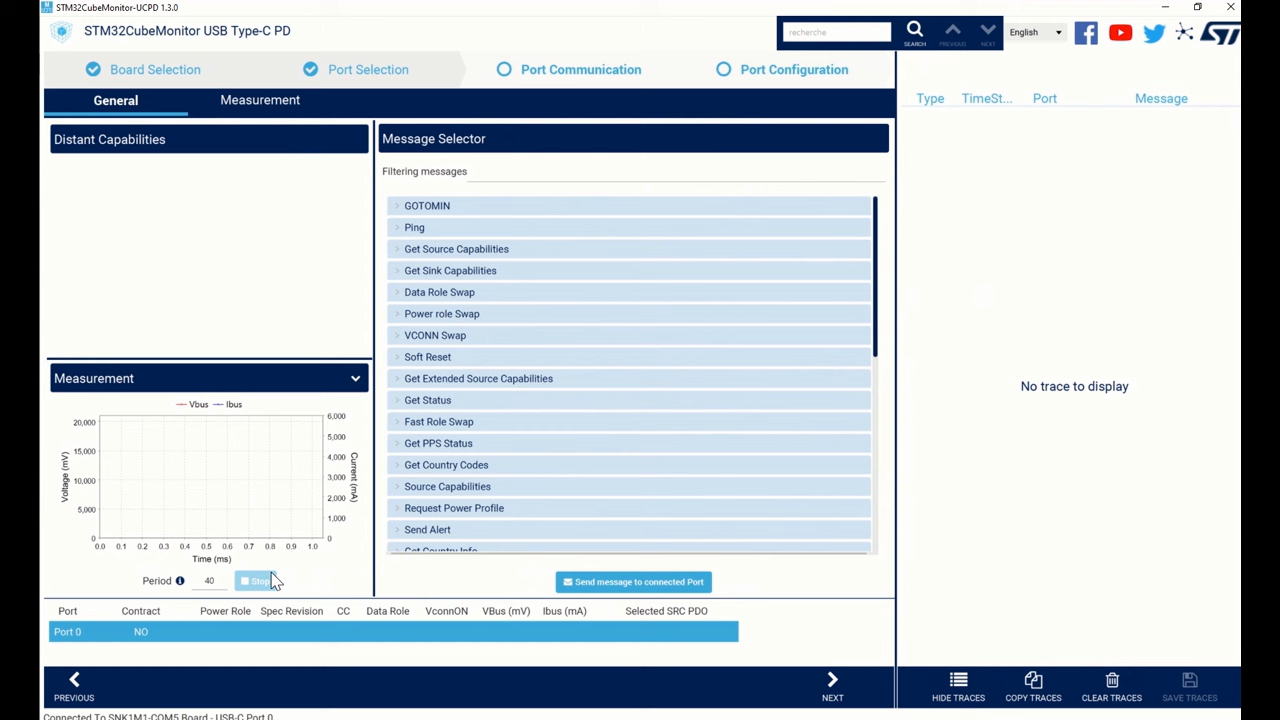 STM32CubeMonitor-UCPD 1.3.0
STM32CubeMonitor USB Type-C PD
recherche
SEARCH
PREVIOUS
NEXT
English
Board Selection
Port Selection
Port Communication
Port Configuration
General
Measurement
Type TimeSt... Port Message
Distant Capabilities
Message Selector
Filtering messages
GOTOMIN
Ping
Get Source Capabilities
Get Sink Capabilities
Data Role Swap
Power role Swap
VCONN Swap
Soft Reset
Get Extended Source Capabilities
Get Status
Fast Role Swap
Get PPS Status
Get Country Codes
Source Capabilities
Request Power Profile
Send Alert
Get Country Info
No trace to display
Measurement
Vbus Ibus
20,000
15,000
10,000
5,000
0
Voltage (mV)
6,000
5,000
4,000
3,000
2,000
1,000
0
Current (mA)
0.0 0.1 0.2 0.3 0.4 0.5 0.6 0.7 0.8 0.9 1.0
Time (ms)
Period 40 Stop
Send message to connected Port
Port Contract Power Role Spec Revision CC Data Role VconnON VBus (mV) Ibus (mA) Selected SRC PDO
Port 0 NO
PREVIOUS
NEXT
HIDE TRACES
COPY TRACES
CLEAR TRACES
SAVE TRACES
Connected To SNK1M1-COM5 Board - USB-C Port 0